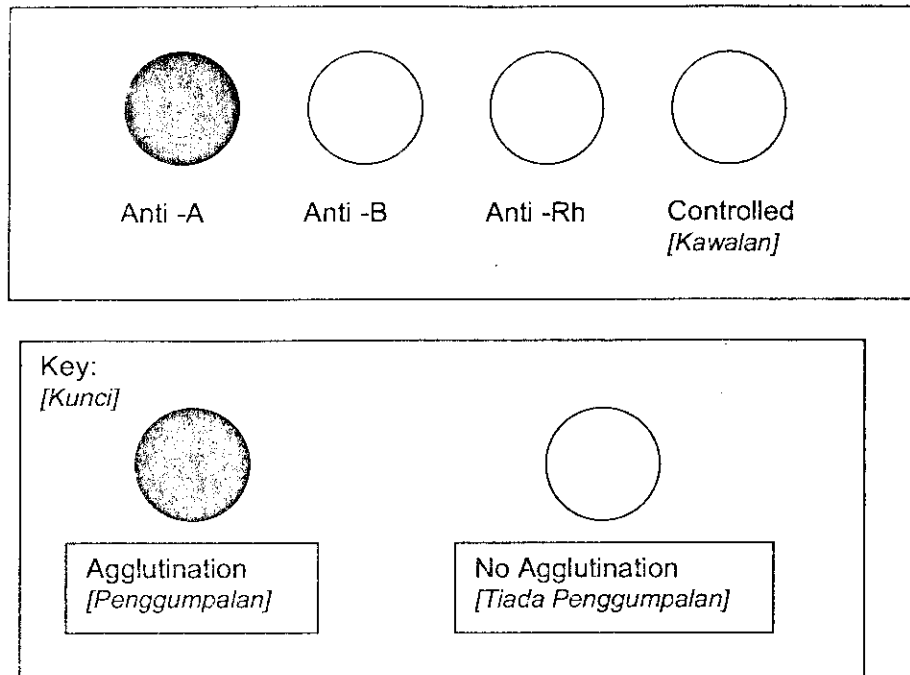 Anti -A
Anti -B
Anti -Rh
Controlled
[Kawalan]
Key:
[Kunci]
Agglutination
[Penggumpalan]
No Agglutination
[Tiada Penggumpalan]